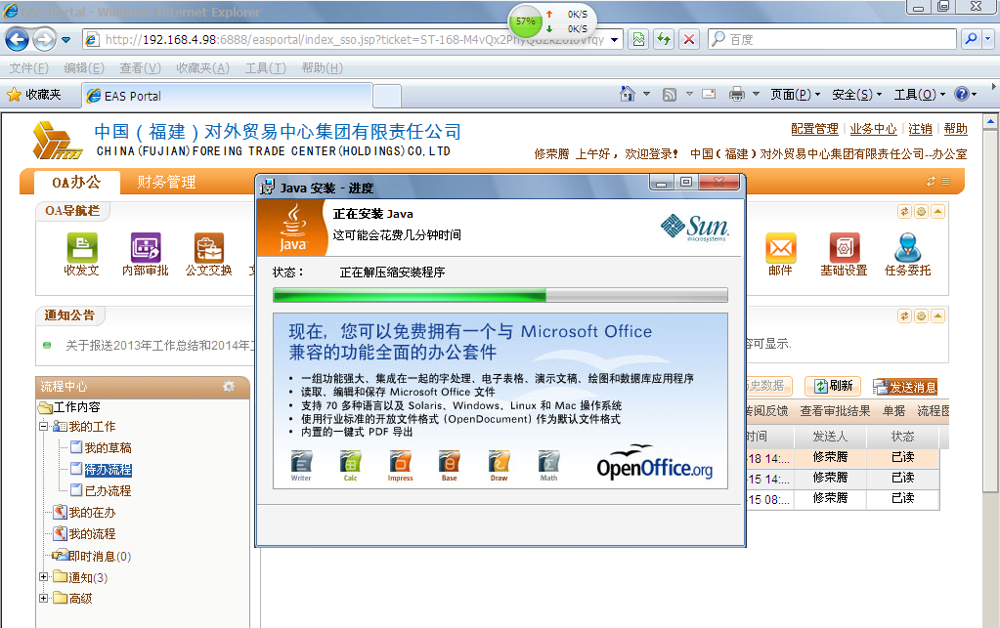 EAS Portal - Windows Internet Explorer
57%
0K/S
0K/S
http://192.168.4.98:6888/easportal/index_sso.jsp?ticket=ST-168-M4vQx2
百度
文件(F) 编辑(E) 查看(V) 收藏夹(A) 工具(T) 帮助(H)
收藏夹 EAS Portal 页面(P) 安全(S) 工具(O)
中国（福建）对外贸易中心集团有限责任公司
CHINA(FUJIAN)FOREING TRADE CENTER(HOLDINGS)CO,LTD
配置管理 | 业务中心 | 注销 | 帮助
修荣腾 上午好，欢迎登录! 中国（福建）对外贸易中心集团有限责任公司--办公室
OA办公 财务管理
OA导航栏
收发文 内部审批 公文交换 邮件 基础设置 任务委托
通知公告
关于报送2013年工作总结和2014年工
可显示.
流程中心
工作内容
我的工作
我的草稿
待办流程
已办流程
我的在办
我的流程
即时消息(0)
通知(3)
高级
Java 安装 - 进度
Java
正在安装 Java
这可能会花费几分钟时间
Sun
microsystems
状态： 正在解压缩安装程序
现在，您可以免费拥有一个与 Microsoft Office
兼容的功能全面的办公套件
• 一组功能强大、集成在一起的字处理、电子表格、演示文稿、绘图和数据库应用程序
• 读取、编辑和保存 Microsoft Office 文件
• 支持 70 多种语言以及 Solaris、Windows、Linux 和 Mac 操作系统
• 使用行业标准的开放文件格式 (OpenDocument) 作为默认文件格式
• 内置的一键式 PDF 导出
Writer Calc Impress Base Draw Math
OpenOffice.org
历史数据 刷新 发送消息
传阅反馈 查看审批结果 单据 流程图
时间 发送人 状态
-18 14:... 修荣腾 已读
-15 14:... 修荣腾 已读
-15 08:... 修荣腾 已读